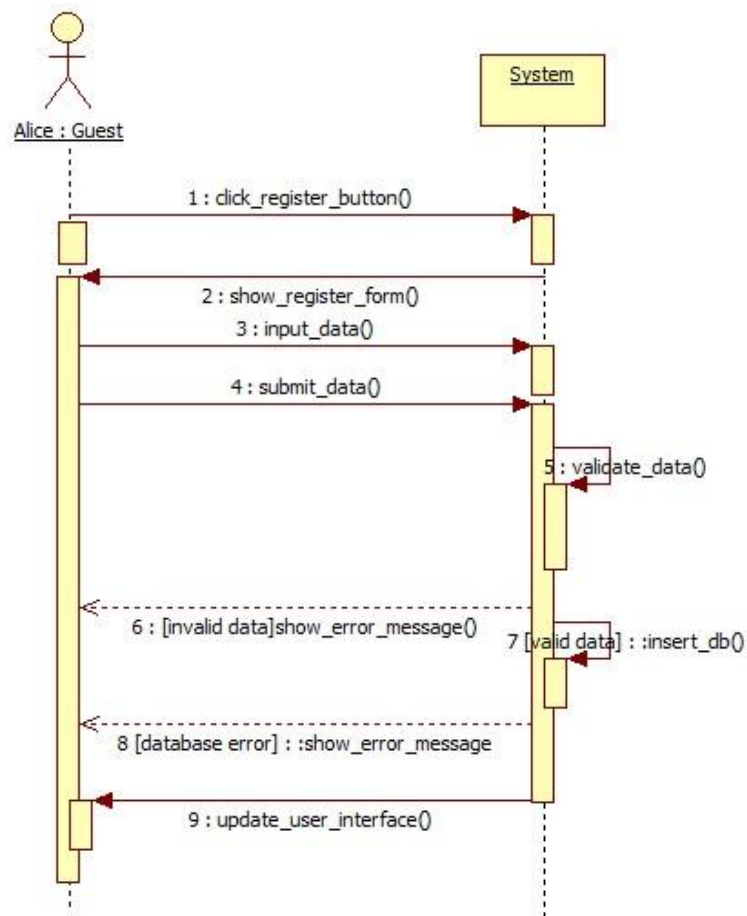 System
Alice : Guest
1 : click_register_button()
2 : show_register_form()
3 : input_data()
4 : submit_data()
5 : validate_data()
6 : [invalid data]show_error_message()
7 [valid data] : :insert_db()
8 [database error] : :show_error_message
9 : update_user_interface()